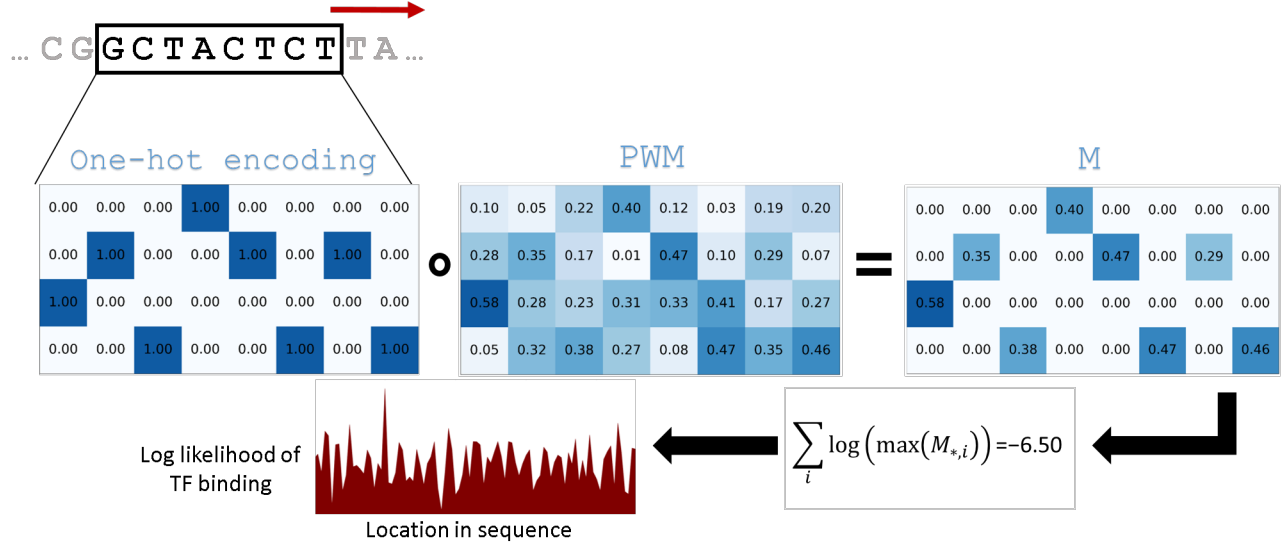 ... C G G C T A C T C T T A ...
One-hot encoding PWM M
0.00 0.00 0.00 1.00 0.00 0.00 0.00 0.00
0.00 1.00 0.00 0.00 1.00 0.00 1.00 0.00
1.00 0.00 0.00 0.00 0.00 0.00 0.00 0.00
0.00 0.00 1.00 0.00 0.00 1.00 0.00 1.00
∘
0.10 0.05 0.22 0.40 0.12 0.03 0.19 0.20
0.28 0.35 0.17 0.01 0.47 0.10 0.29 0.07
0.58 0.28 0.23 0.31 0.33 0.41 0.17 0.27
0.05 0.32 0.38 0.27 0.08 0.47 0.35 0.46
=
0.00 0.00 0.00 0.40 0.00 0.00 0.00 0.00
0.00 0.35 0.00 0.00 0.47 0.00 0.29 0.00
0.58 0.00 0.00 0.00 0.00 0.00 0.00 0.00
0.00 0.00 0.38 0.00 0.00 0.47 0.00 0.46
∑i log(max(M∗,i))=−6.50
Log likelihood of
TF binding
Location in sequence